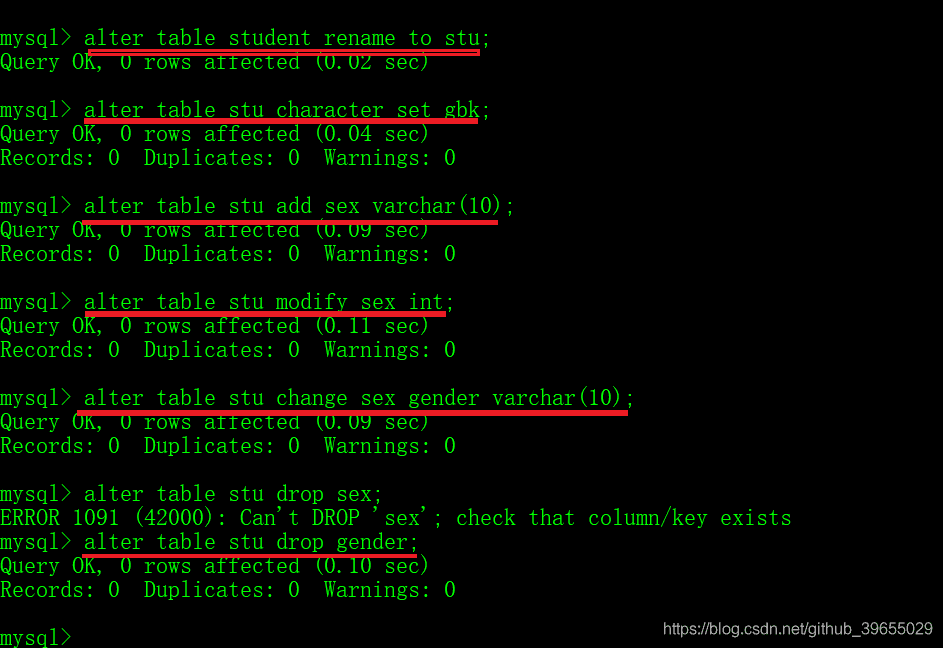 mysql> alter table student rename to stu;
Query OK, 0 rows affected (0.02 sec)
mysql> alter table stu character set gbk;
Query OK, 0 rows affected (0.04 sec)
Records: 0  Duplicates: 0  Warnings: 0
mysql> alter table stu add sex varchar(10);
Query OK, 0 rows affected (0.09 sec)
Records: 0  Duplicates: 0  Warnings: 0
mysql> alter table stu modify sex int;
Query OK, 0 rows affected (0.11 sec)
Records: 0  Duplicates: 0  Warnings: 0
mysql> alter table stu change sex gender varchar(10);
Query OK, 0 rows affected (0.09 sec)
Records: 0  Duplicates: 0  Warnings: 0
mysql> alter table stu drop sex;
ERROR 1091 (42000): Can't DROP 'sex'; check that column/key exists
mysql> alter table stu drop gender;
Query OK, 0 rows affected (0.10 sec)
Records: 0  Duplicates: 0  Warnings: 0
mysql>
https://blog.csdn.net/github_39655029